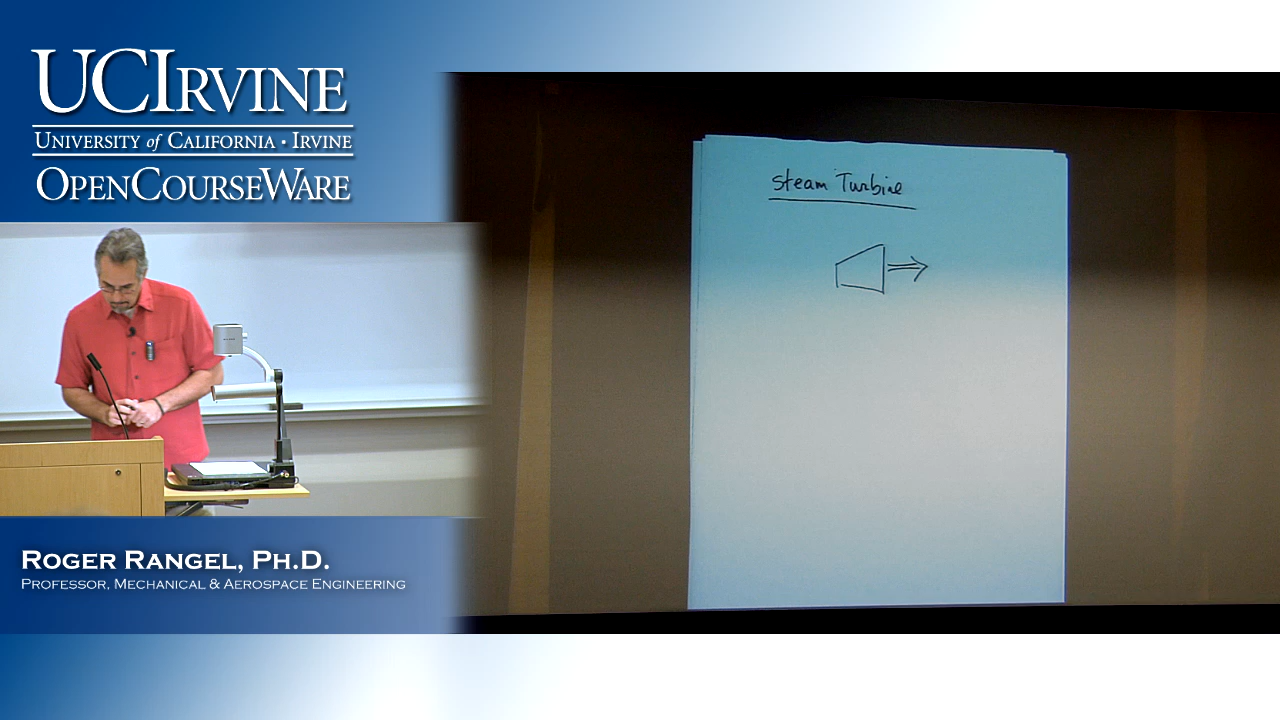 UCIRVINE
UNIVERSITY of CALIFORNIA · IRVINE
OPENCOURSEWARE
Steam Turbine
ROGER RANGEL, PH.D.
PROFESSOR, MECHANICAL & AEROSPACE ENGINEERING